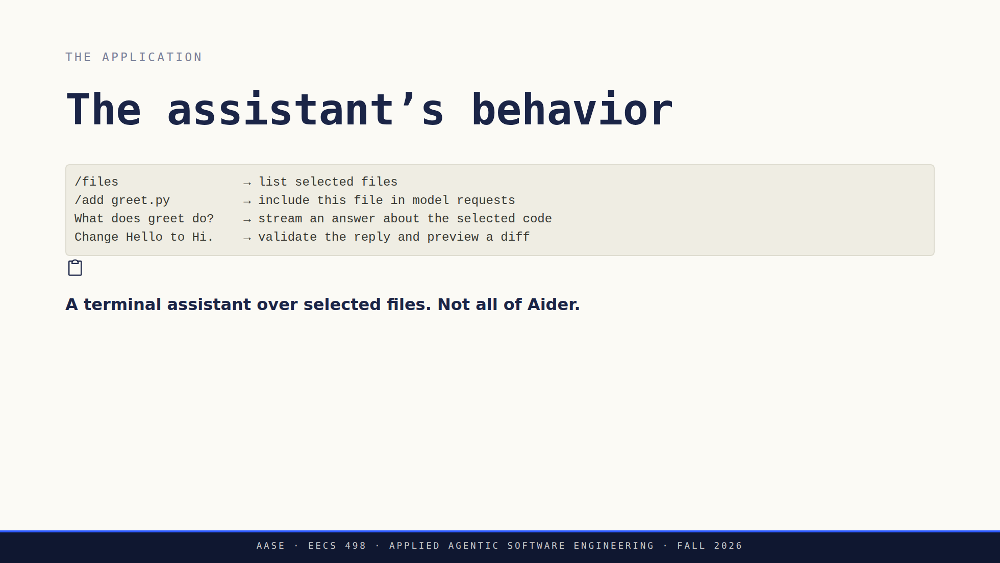 THE APPLICATION
The assistant’s behavior
/files → list selected files
/add greet.py → include this file in model requests
What does greet do? → stream an answer about the selected code
Change Hello to Hi. → validate the reply and preview a diff
A terminal assistant over selected files. Not all of Aider.
AASE · EECS 498 · APPLIED AGENTIC SOFTWARE ENGINEERING · FALL 2026